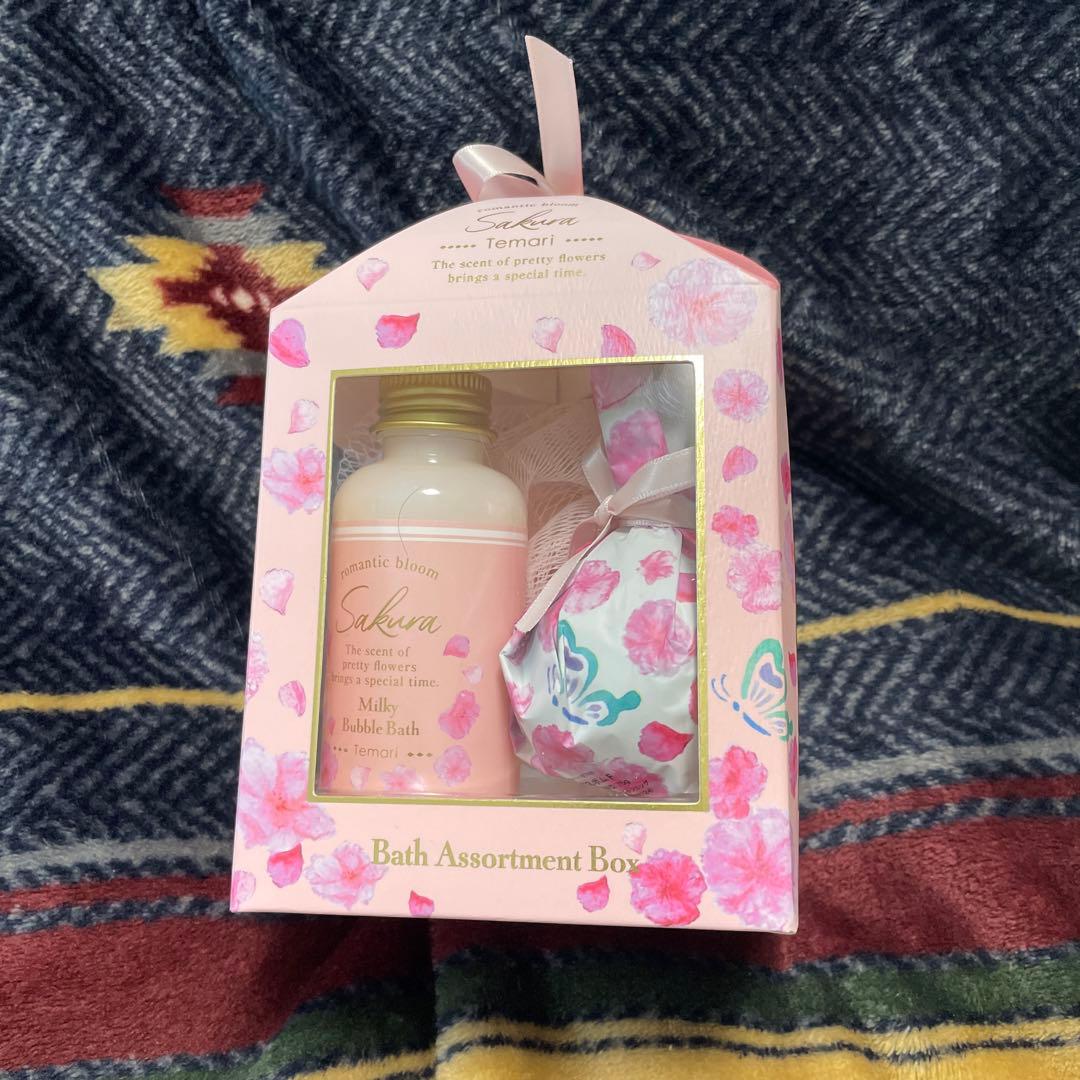 romantic bloom
Sakura
Temari
The scent of pretty flowers
brings a special time.
romantic bloom
Sakura
The scent of
pretty flowers
brings a special time.
Milky
Bubble Bath
Temari
Bath Assortment Box